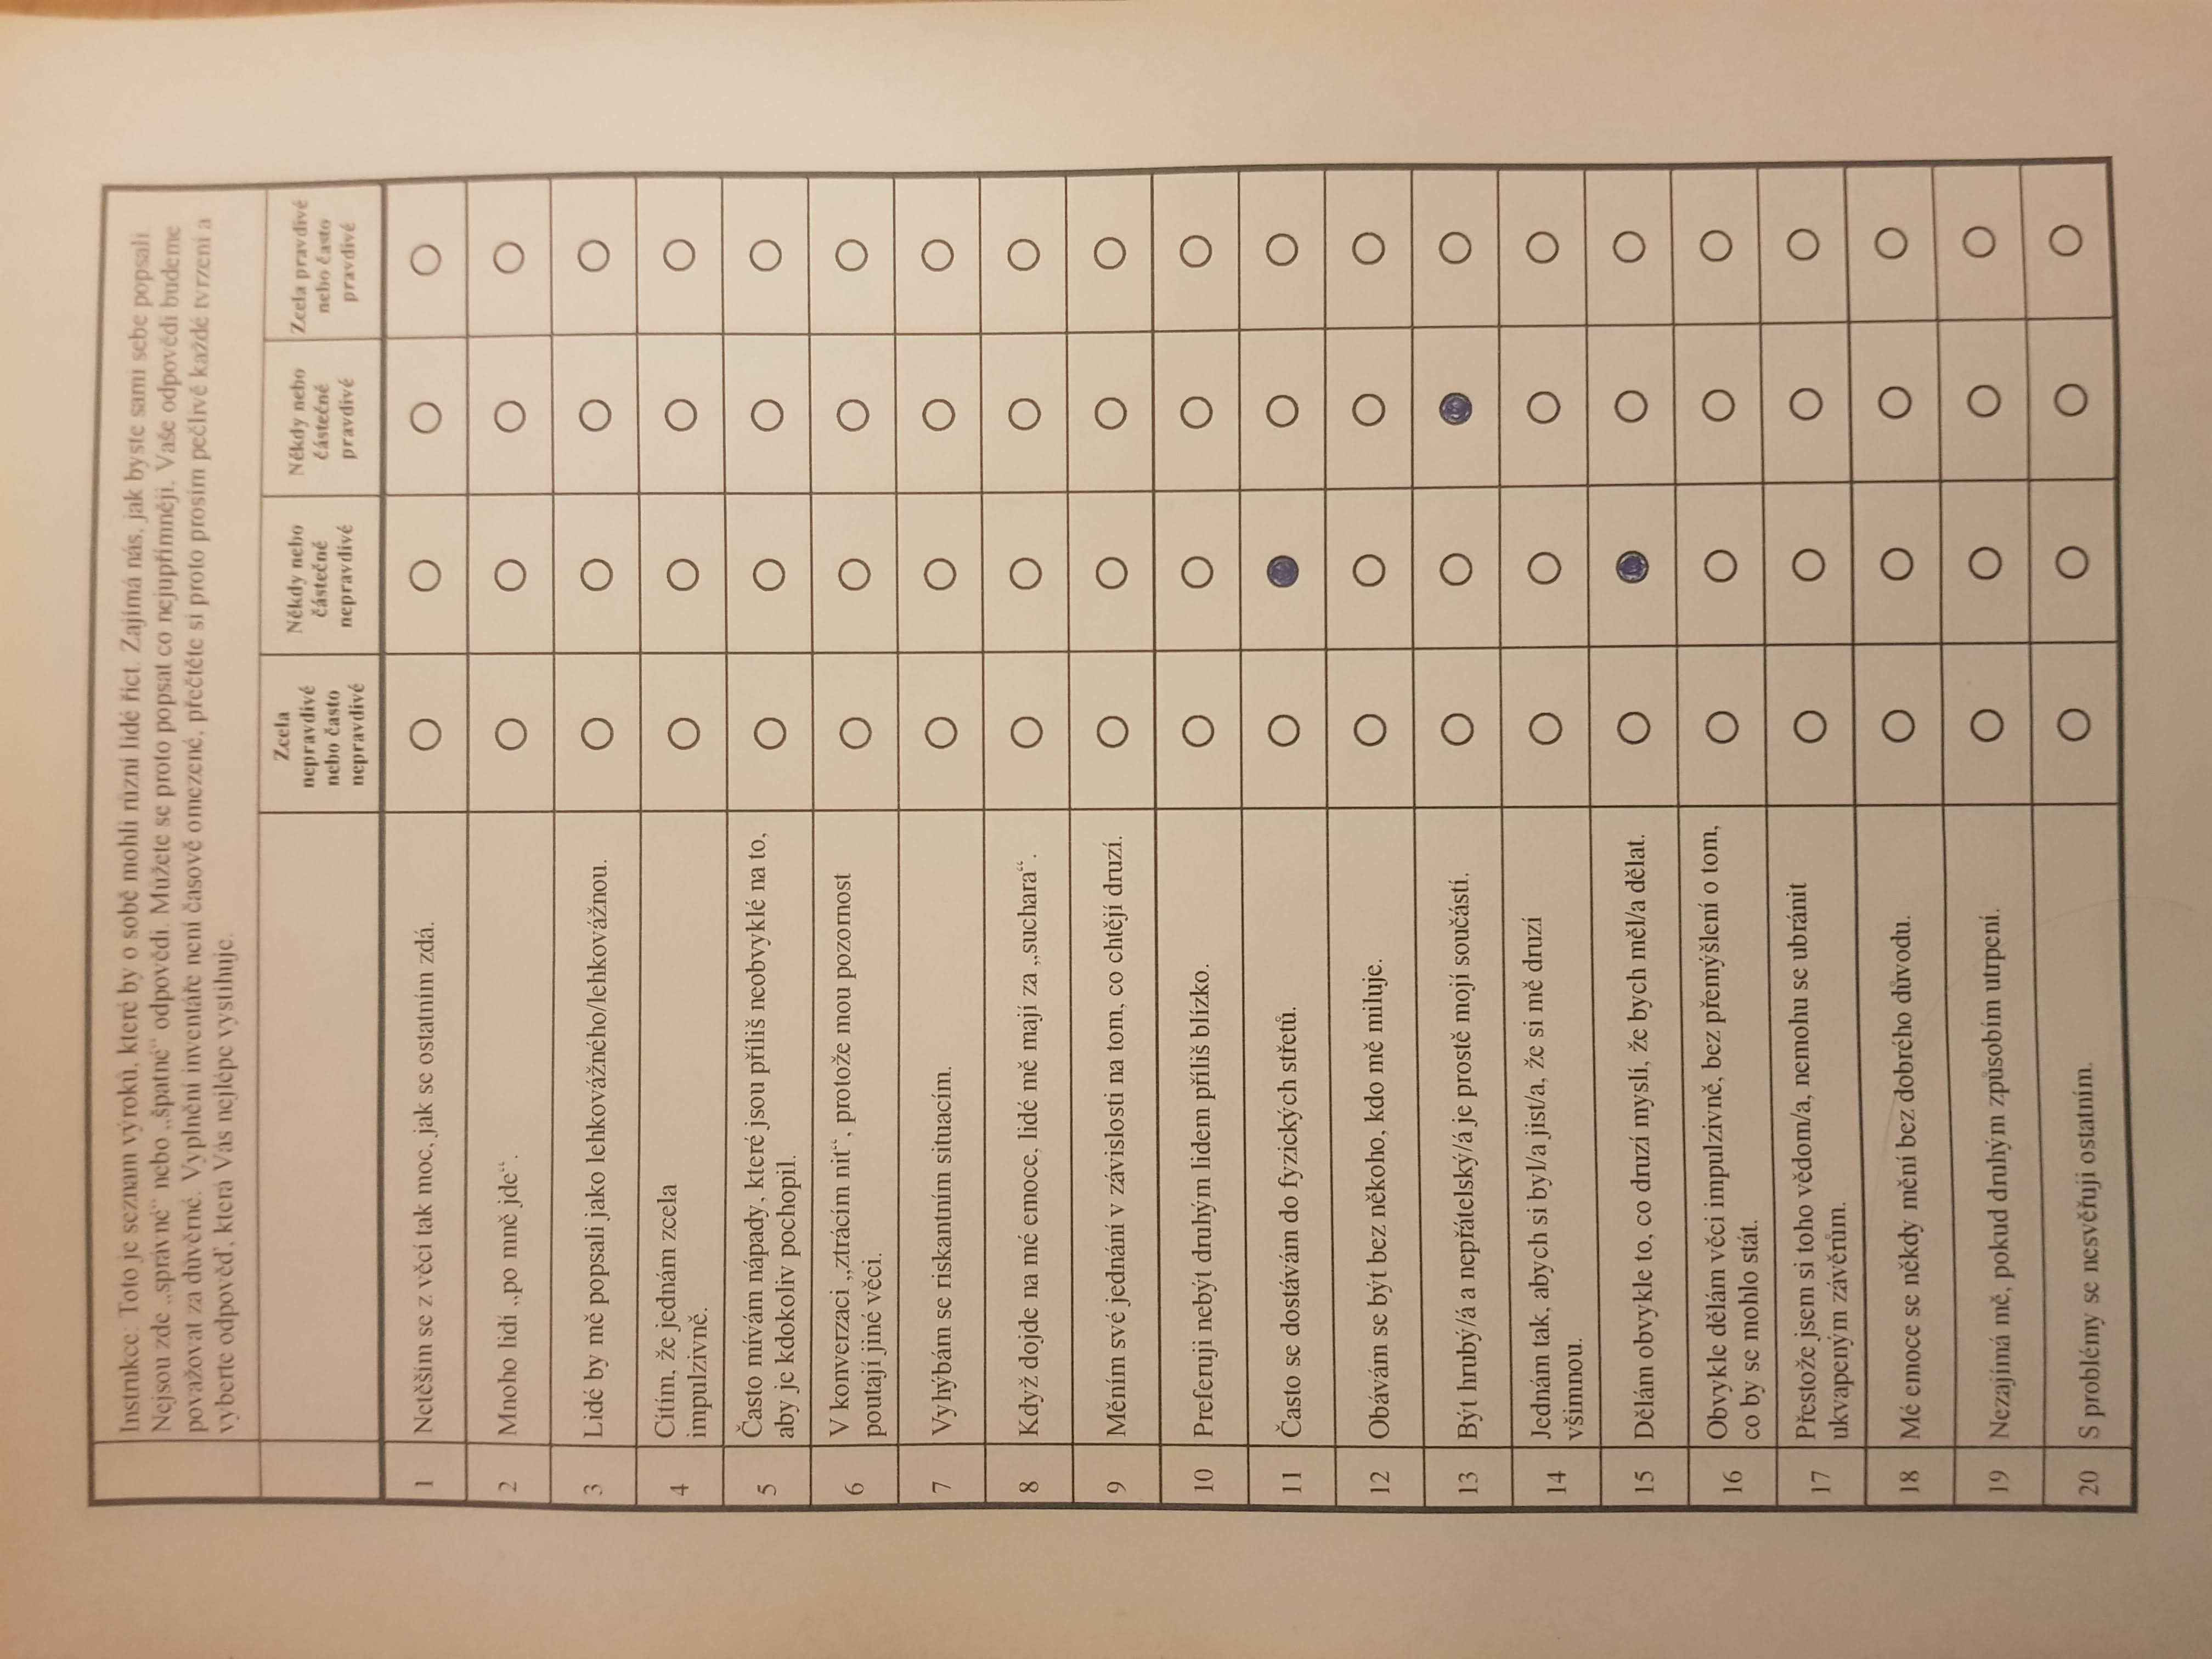 Instrukce: Toto je seznam výroků, které by o sobě mohli různí lidé říct. Zajímá nás, jak byste sami sebe popsali.
Nejsou zde „správné“ nebo „špatné“ odpovědi. Můžete se proto popsat co nejupřímněji. Vaše odpovědi budeme
považovat za důvěrné. Vyplnění inventáře není časově omezené, přečtěte si proto prosím pečlivě každé tvrzení a
vyberte odpověď, která Vás nejlépe vystihuje.
Zcela nepravdivé nebo často nepravdivé
Někdy nebo částečně nepravdivé
Někdy nebo částečně pravdivé
Zcela pravdivé nebo často pravdivé
1 Netěším se z věcí tak moc, jak se ostatním zdá.
2 Mnoho lidí „po mně jde“.
3 Lidé by mě popsali jako lehkovážného/lehkovážnou.
4 Cítím, že jednám zcela
impulzivně.
5 Často mívám nápady, které jsou příliš neobvyklé na to,
aby je kdokoliv pochopil.
6 V konverzaci „ztrácím nit“, protože mou pozornost
poutají jiné věci.
7 Vyhýbám se riskantním situacím.
8 Když dojde na mé emoce, lidé mě mají za „suchara“.
9 Měním své jednání v závislosti na tom, co chtějí druzí.
10 Preferuji nebýt druhým lidem příliš blízko.
11 Často se dostávám do fyzických střetů.
12 Obávám se být bez někoho, kdo mě miluje.
13 Být hrubý/á a nepřátelský/á je prostě mojí součástí.
14 Jednám tak, abych si byl/a jist/a, že si mě druzí
všimnou.
15 Dělám obvykle to, co druzí myslí, že bych měl/a dělat.
16 Obvykle dělám věci impulzivně, bez přemýšlení o tom,
co by se mohlo stát.
17 Přestože jsem si toho vědom/a, nemohu se ubránit
ukvapeným závěrům.
18 Mé emoce se někdy mění bez dobrého důvodu.
19 Nezajímá mě, pokud druhým způsobím utrpení.
20 S problémy se nesvěřuji ostatním.